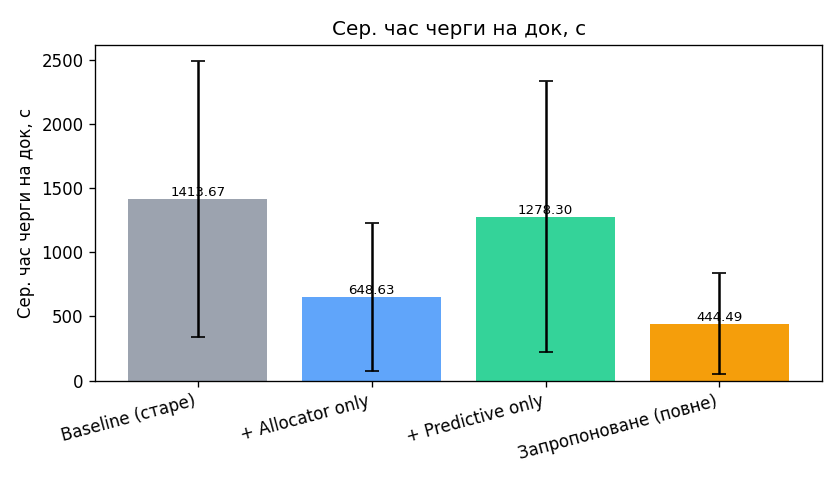 Сер. час черги на док, с
Сер. час черги на док, с
2500
2000
1500
1000
500
0
1413.67
648.63
1278.30
444.49
Baseline (старе)
+ Allocator only
+ Predictive only
Запропоноване (повне)